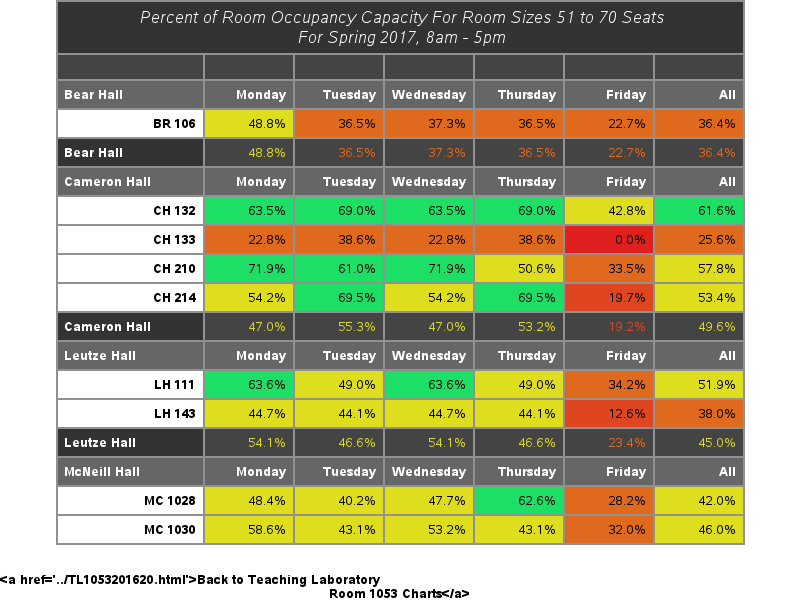 Percent of Room Occupancy Capacity For Room Sizes 51 to 70 Seats
For Spring 2017, 8am - 5pm
Bear Hall Monday Tuesday Wednesday Thursday Friday All
BR 106 48.8% 36.5% 37.3% 36.5% 22.7% 36.4%
Bear Hall 48.8% 36.5% 37.3% 36.5% 22.7% 36.4%
Cameron Hall Monday Tuesday Wednesday Thursday Friday All
CH 132 63.5% 69.0% 63.5% 69.0% 42.8% 61.6%
CH 133 22.8% 38.6% 22.8% 38.6% 0.0% 25.6%
CH 210 71.9% 61.0% 71.9% 50.6% 33.5% 57.8%
CH 214 54.2% 69.5% 54.2% 69.5% 19.7% 53.4%
Cameron Hall 47.0% 55.3% 47.0% 53.2% 19.2% 49.6%
Leutze Hall Monday Tuesday Wednesday Thursday Friday All
LH 111 63.6% 49.0% 63.6% 49.0% 34.2% 51.9%
LH 143 44.7% 44.1% 44.7% 44.1% 12.6% 38.0%
Leutze Hall 54.1% 46.6% 54.1% 46.6% 23.4% 45.0%
McNeill Hall Monday Tuesday Wednesday Thursday Friday All
MC 1028 48.4% 40.2% 47.7% 62.6% 28.2% 42.0%
MC 1030 58.6% 43.1% 53.2% 43.1% 32.0% 46.0%
<a href='../TL1053201620.html'>Back to Teaching Laboratory
Room 1053 Charts</a>